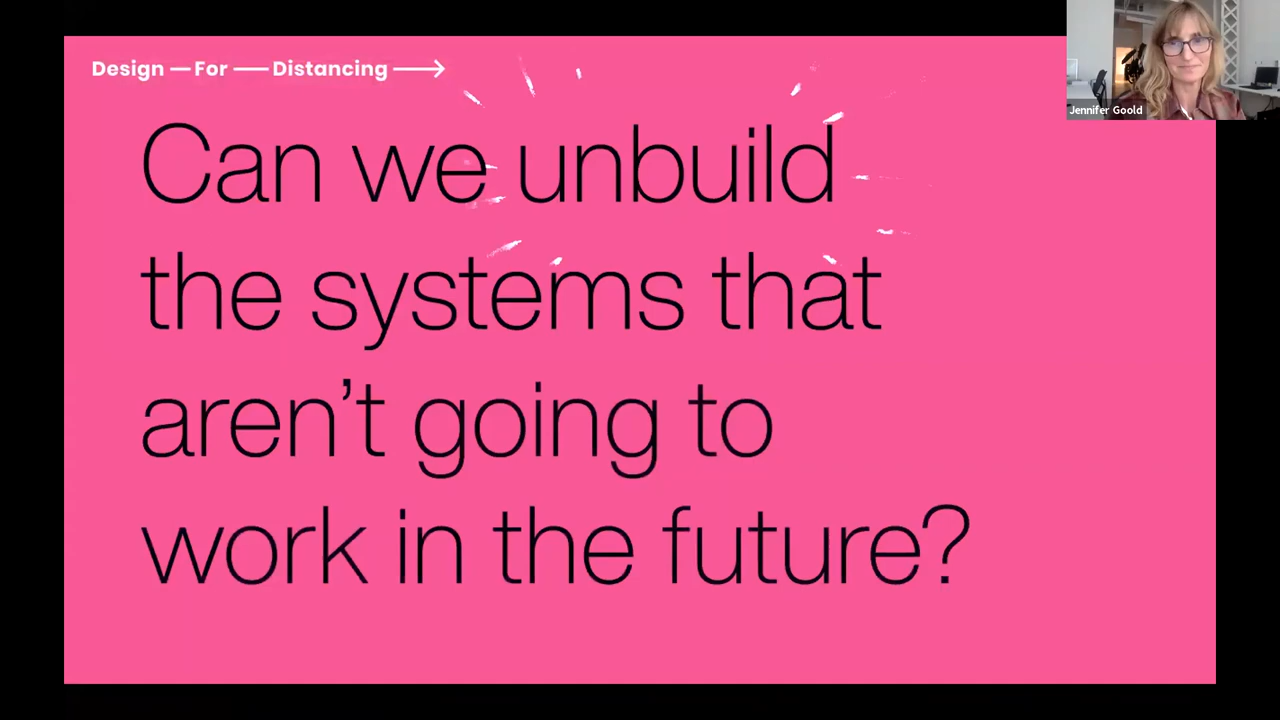 Design — For — Distancing →
Jennifer Goold
Can we unbuild
the systems that
aren’t going to
work in the future?